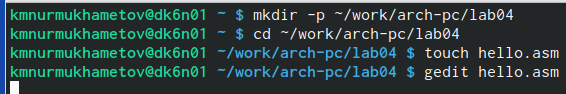 kmnurmukhametov@dk6n01 ~ $ mkdir -p ~/work/arch-pc/lab04
kmnurmukhametov@dk6n01 ~ $ cd ~/work/arch-pc/lab04
kmnurmukhametov@dk6n01 ~/work/arch-pc/lab04 $ touch hello.asm
kmnurmukhametov@dk6n01 ~/work/arch-pc/lab04 $ gedit hello.asm